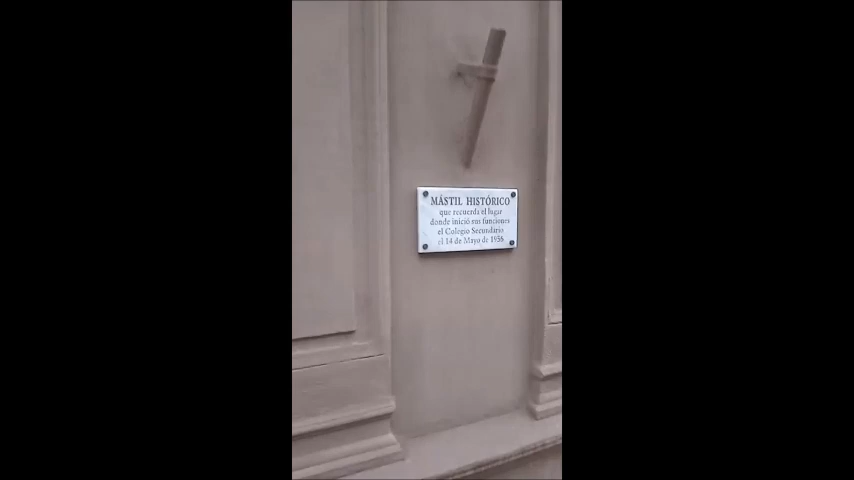 MÁSTIL HISTÓRICO
que recuerda el lugar
donde inició sus funciones
el Colegio Secundario
el 14 de Mayo de 1956